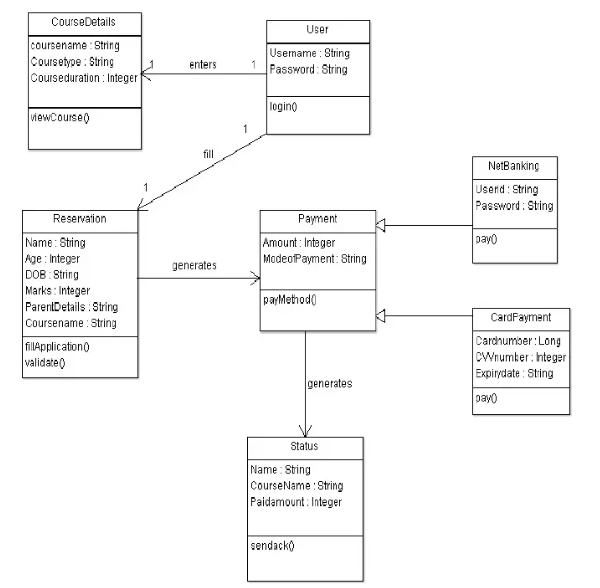 CourseDetails
coursename : String
Coursetype : String
Courseduration : Integer
viewCourse()
1
enters
1
User
Username : String
Password : String
login()
1
fill
1
Reservation
Name : String
Age : Integer
DOB : String
Marks : Integer
ParentDetails : String
Coursename : String
fillApplication()
validate()
generates
Payment
Amount : Integer
ModeofPayment : String
payMethod()
NetBanking
Userid : String
Password : String
pay()
CardPayment
Cardnumber : Long
CVVnumber : Integer
Expirydate : String
pay()
generates
Status
Name : String
CourseName : String
Paidamount : Integer
sendack()